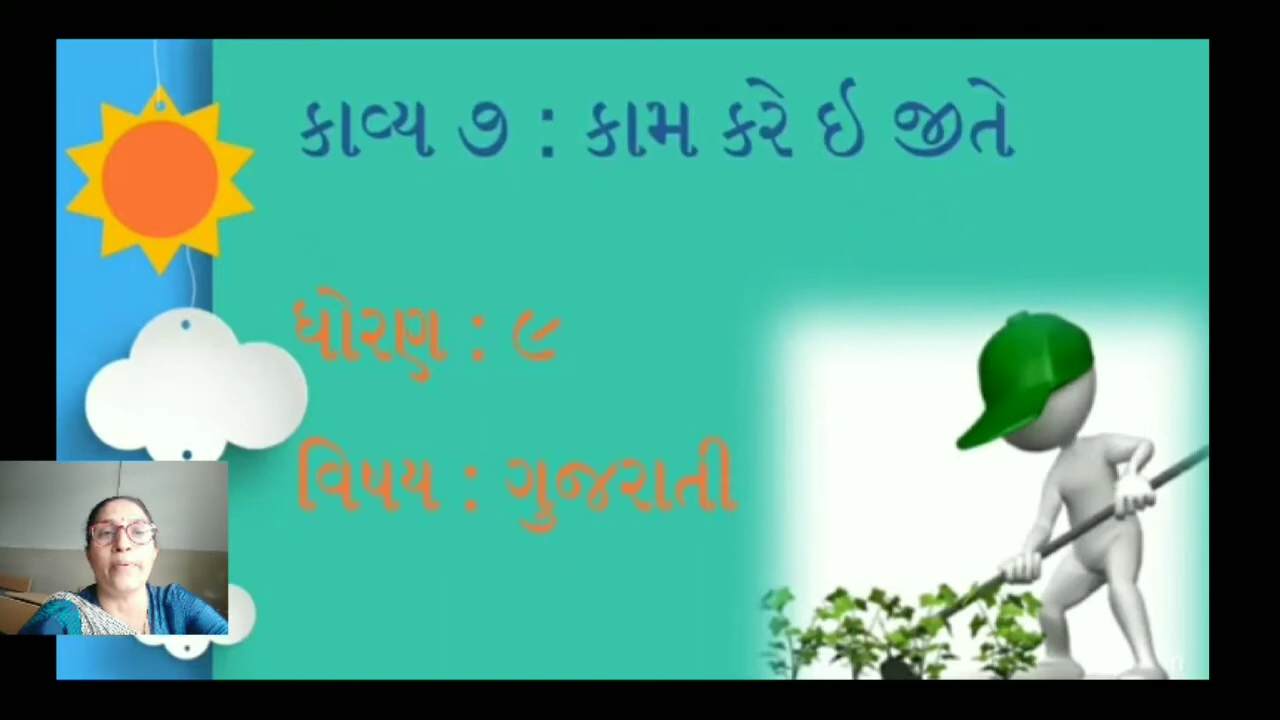 કાવ્ય ૭ : કામ કરે ઈ જીતે
ધોરણ : ૯
વિષય : ગુજરાતી